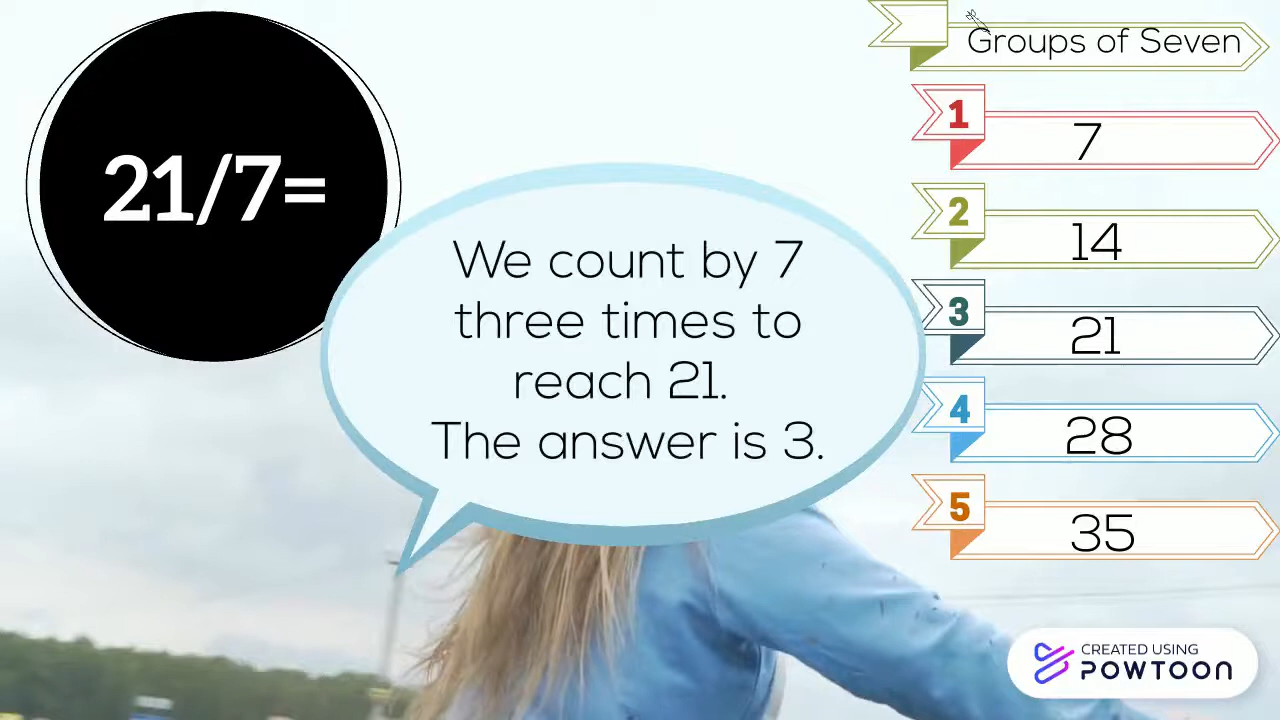 21/7=
We count by 7
three times to
reach 21.
The answer is 3.
Groups of Seven
1
7
2
14
3
21
4
28
5
35
CREATED USING
POWTOON